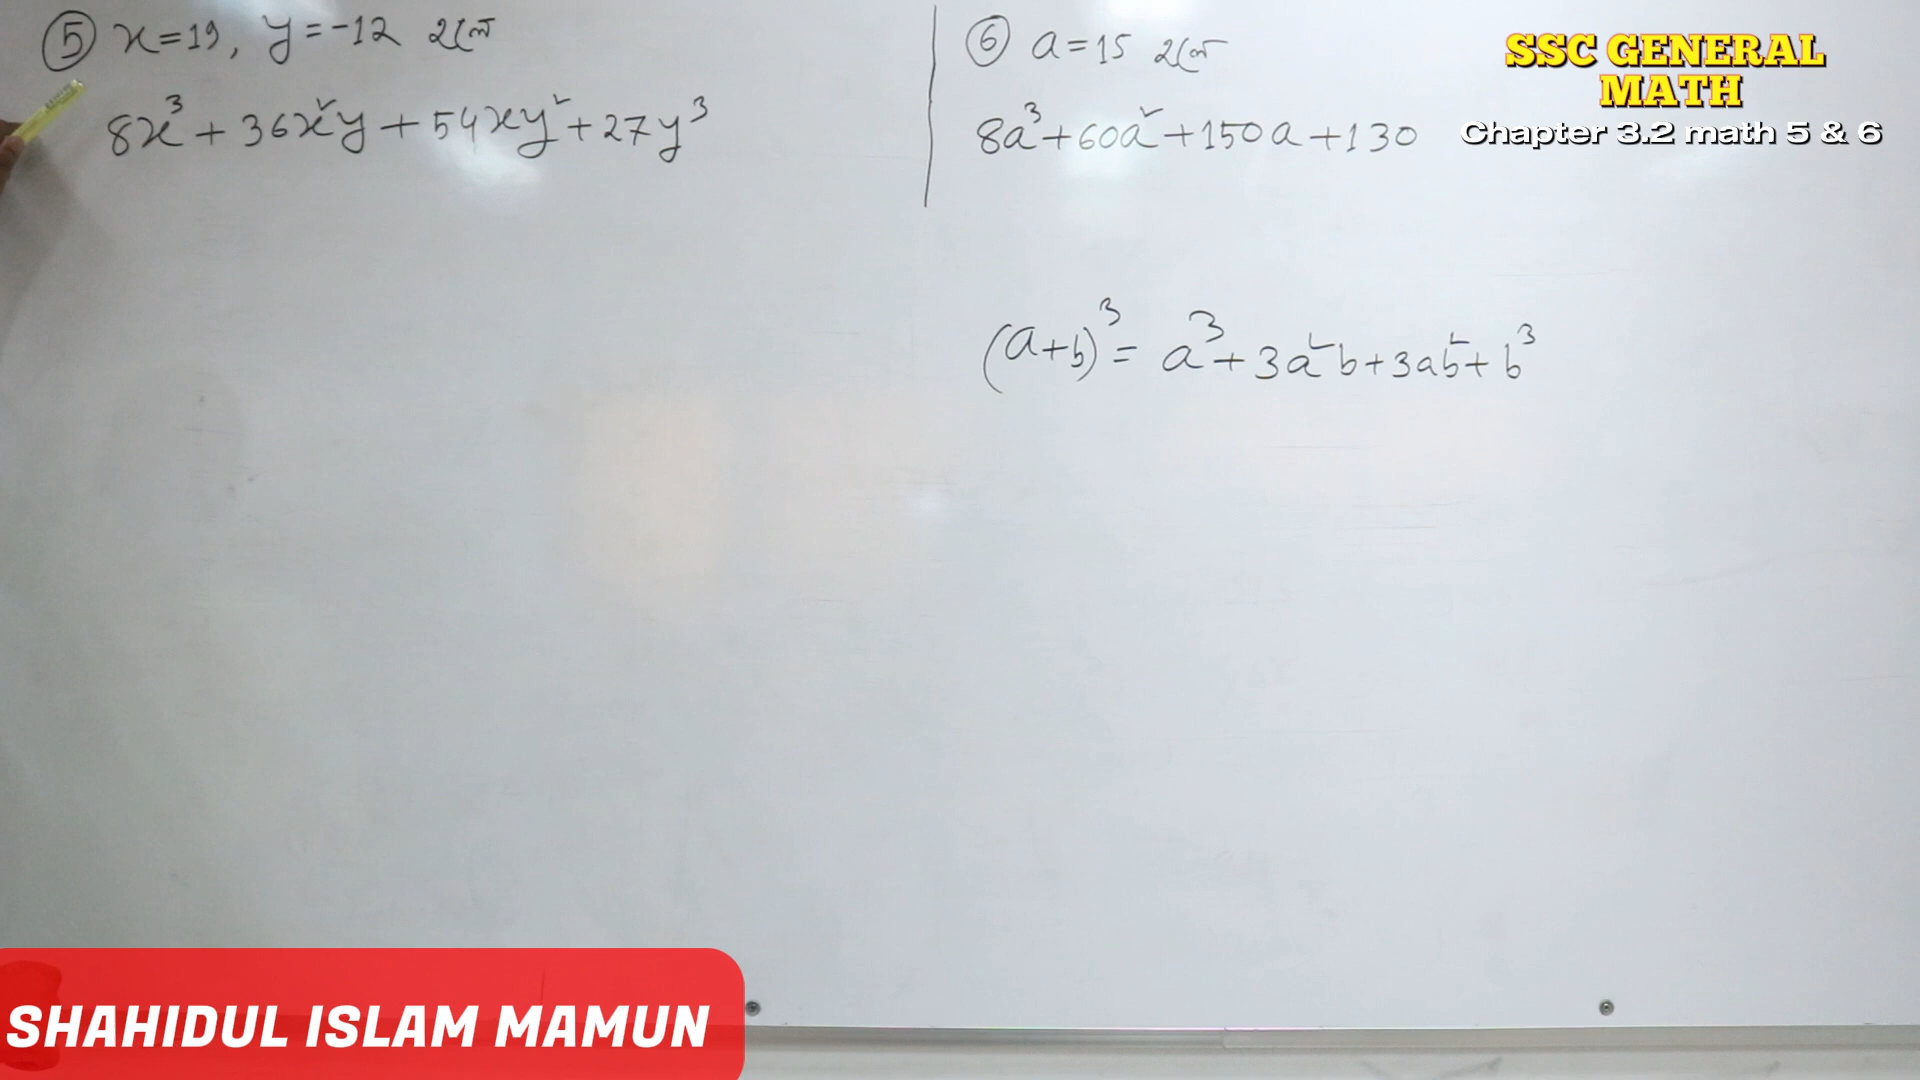 ⑤ x=19, y=-12 হলে
8x³+36x²y+54xy²+27y³
⑥ a=15 হলে
8a³+60a²+150a+130
(a+b)³= a³+3a²b+3ab²+b³
SSC GENERAL
MATH
Chapter 3.2 math 5 & 6
SHAHIDUL ISLAM MAMUN